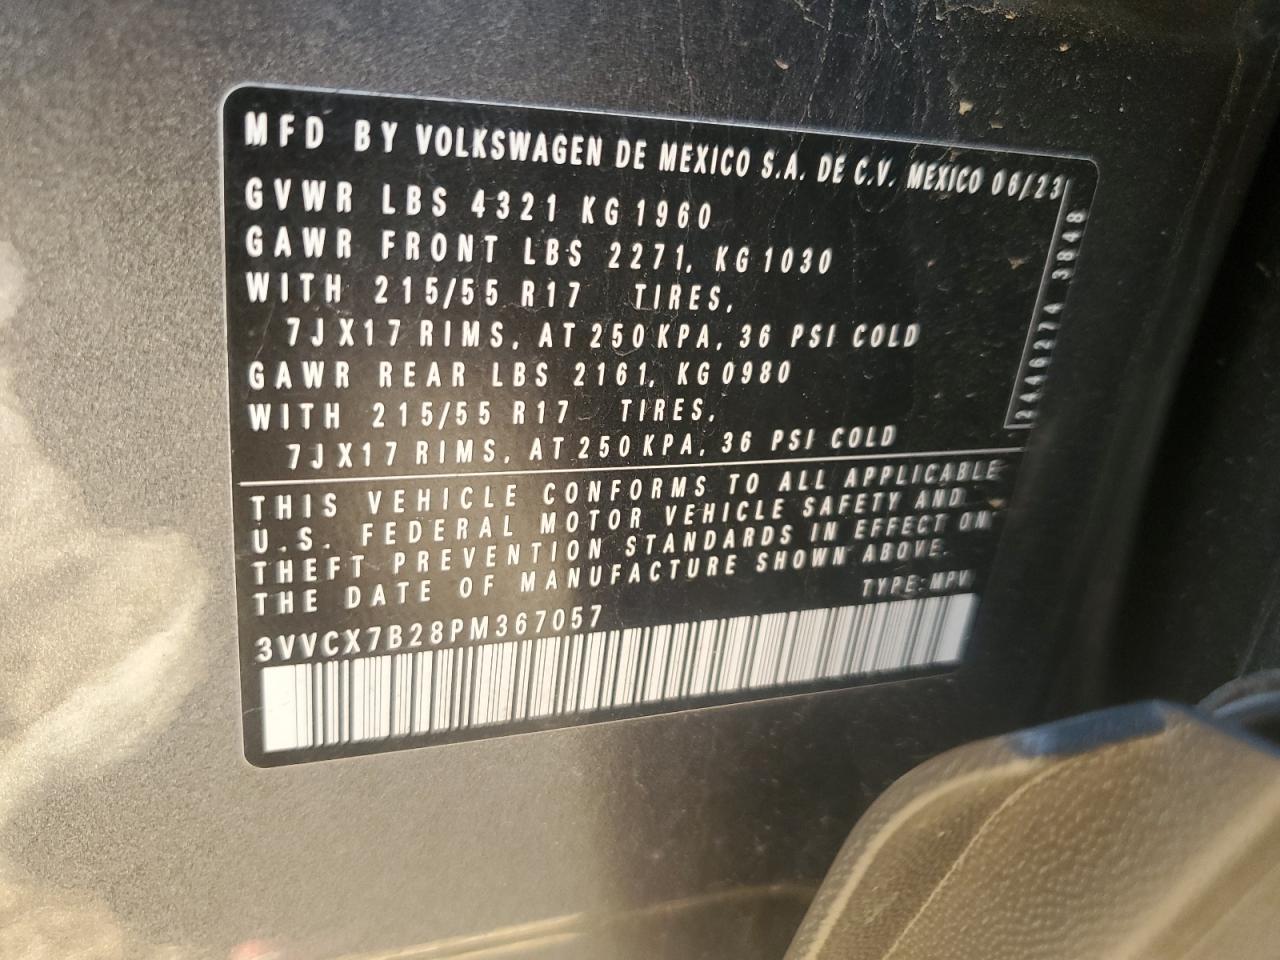 MFD BY VOLKSWAGEN DE MEXICO S.A. DE C.V. MEXICO 06/23
GVWR LBS 4321 KG 1960
GAWR FRONT LBS 2271, KG 1030
WITH 215/55 R17 TIRES,
7JX17 RIMS, AT 250 KPA, 36 PSI COLD
GAWR REAR LBS 2161, KG 0980
WITH 215/55 R17 TIRES,
7JX17 RIMS, AT 250 KPA, 36 PSI COLD
2446274 3848
THIS VEHICLE CONFORMS TO ALL APPLICABLE
U.S. FEDERAL MOTOR VEHICLE SAFETY AND
THEFT PREVENTION STANDARDS IN EFFECT ON
THE DATE OF MANUFACTURE SHOWN ABOVE.
TYPE: MPV
3VVCX7B28PM367057